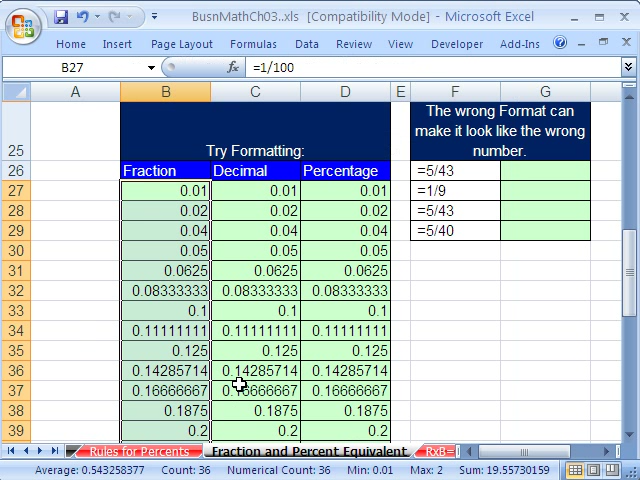 BusnMathCh03..xls [Compatibility Mode] - Microsoft Excel
Home Insert Page Layout Formulas Data Review View Developer Add-Ins
B27 fx =1/100
A B C D E F G
25 Try Formatting: The wrong Format can
make it look like the wrong
number.
26 Fraction Decimal Percentage =5/43
27 0.01 0.01 0.01 =1/9
28 0.02 0.02 0.02 =5/43
29 0.04 0.04 0.04 =5/40
30 0.05 0.05 0.05
31 0.0625 0.0625 0.0625
32 0.08333333 0.08333333 0.08333333
33 0.1 0.1 0.1
34 0.11111111 0.11111111 0.11111111
35 0.125 0.125 0.125
36 0.14285714 0.14285714 0.14285714
37 0.16666667 0.16666667 0.16666667
38 0.1875 0.1875 0.1875
39 0.2 0.2 0.2
Rules for Percents Fraction and Percent Equivalent RxB=
Average: 0.543258377 Count: 36 Numerical Count: 36 Min: 0.01 Max: 2 Sum: 19.55730159